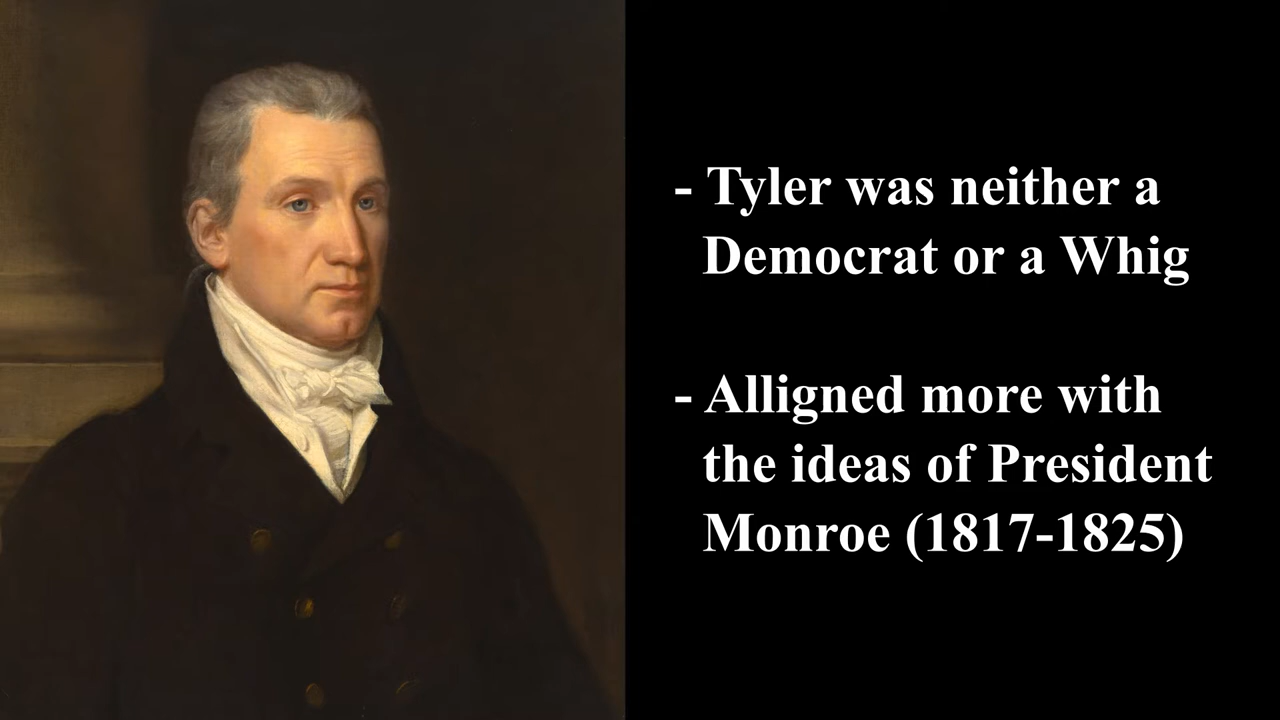 - Tyler was neither a
Democrat or a Whig
- Alligned more with
the ideas of President
Monroe (1817-1825)